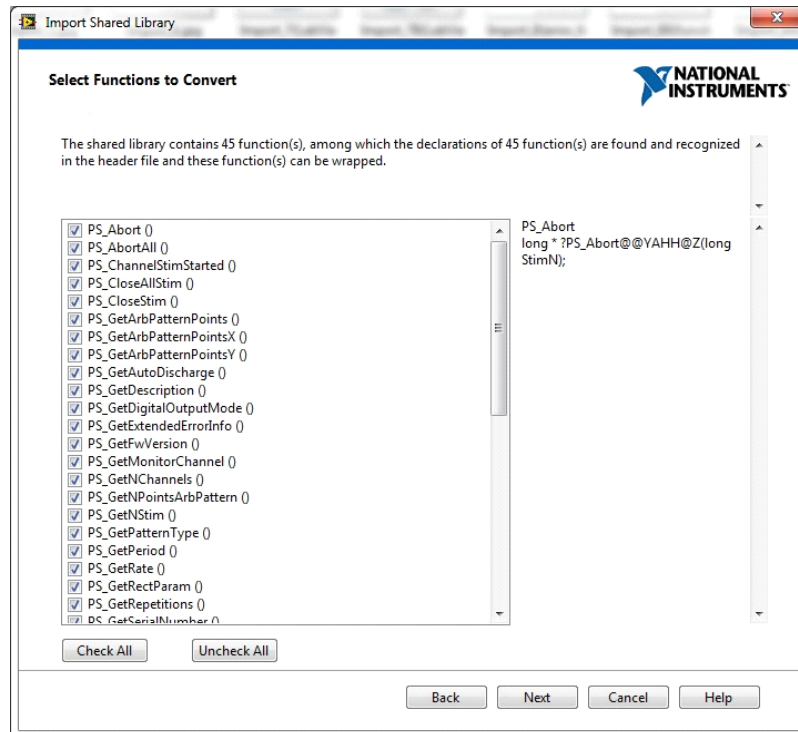 Import Shared Library
Select Functions to Convert
NATIONAL
INSTRUMENTS
The shared library contains 45 function(s), among which the declarations of 45 function(s) are found and recognized
in the header file and these function(s) can be wrapped.
PS_Abort ()
PS_AbortAll ()
PS_ChannelStimStarted ()
PS_CloseAllStim ()
PS_CloseStim ()
PS_GetArbPatternPoints ()
PS_GetArbPatternPointsX ()
PS_GetArbPatternPointsY ()
PS_GetAutoDischarge ()
PS_GetDescription ()
PS_GetDigitalOutputMode ()
PS_GetExtendedErrorInfo ()
PS_GetFwVersion ()
PS_GetMonitorChannel ()
PS_GetNChannels ()
PS_GetNPointsArbPattern ()
PS_GetNStim ()
PS_GetPatternType ()
PS_GetPeriod ()
PS_GetRate ()
PS_GetRectParam ()
PS_GetRepetitions ()
PS_GetSerialNumber ()
PS_Abort
long * ?PS_Abort@@YAHH@Z(long
StimN);
Check All
Uncheck All
Back
Next
Cancel
Help